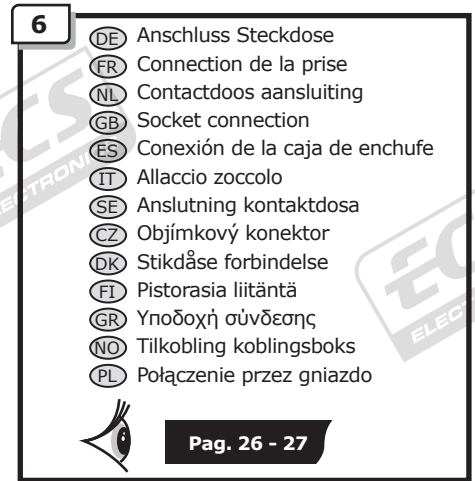 6
DE Anschluss Steckdose
FR Connection de la prise
NL Contactdoos aansluiting
GB Socket connection
ES Conexión de la caja de enchufe
IT Allaccio zoccolo
SE Anslutning kontaktdosa
CZ Objímkový konektor
DK Stikdåse forbindelse
FI Pistorasia liitäntä
GR Υποδοχή σύνδεσης
NO Tilkobling koblingsboks
PL Połączenie przez gniazdo
Pag. 26 - 27